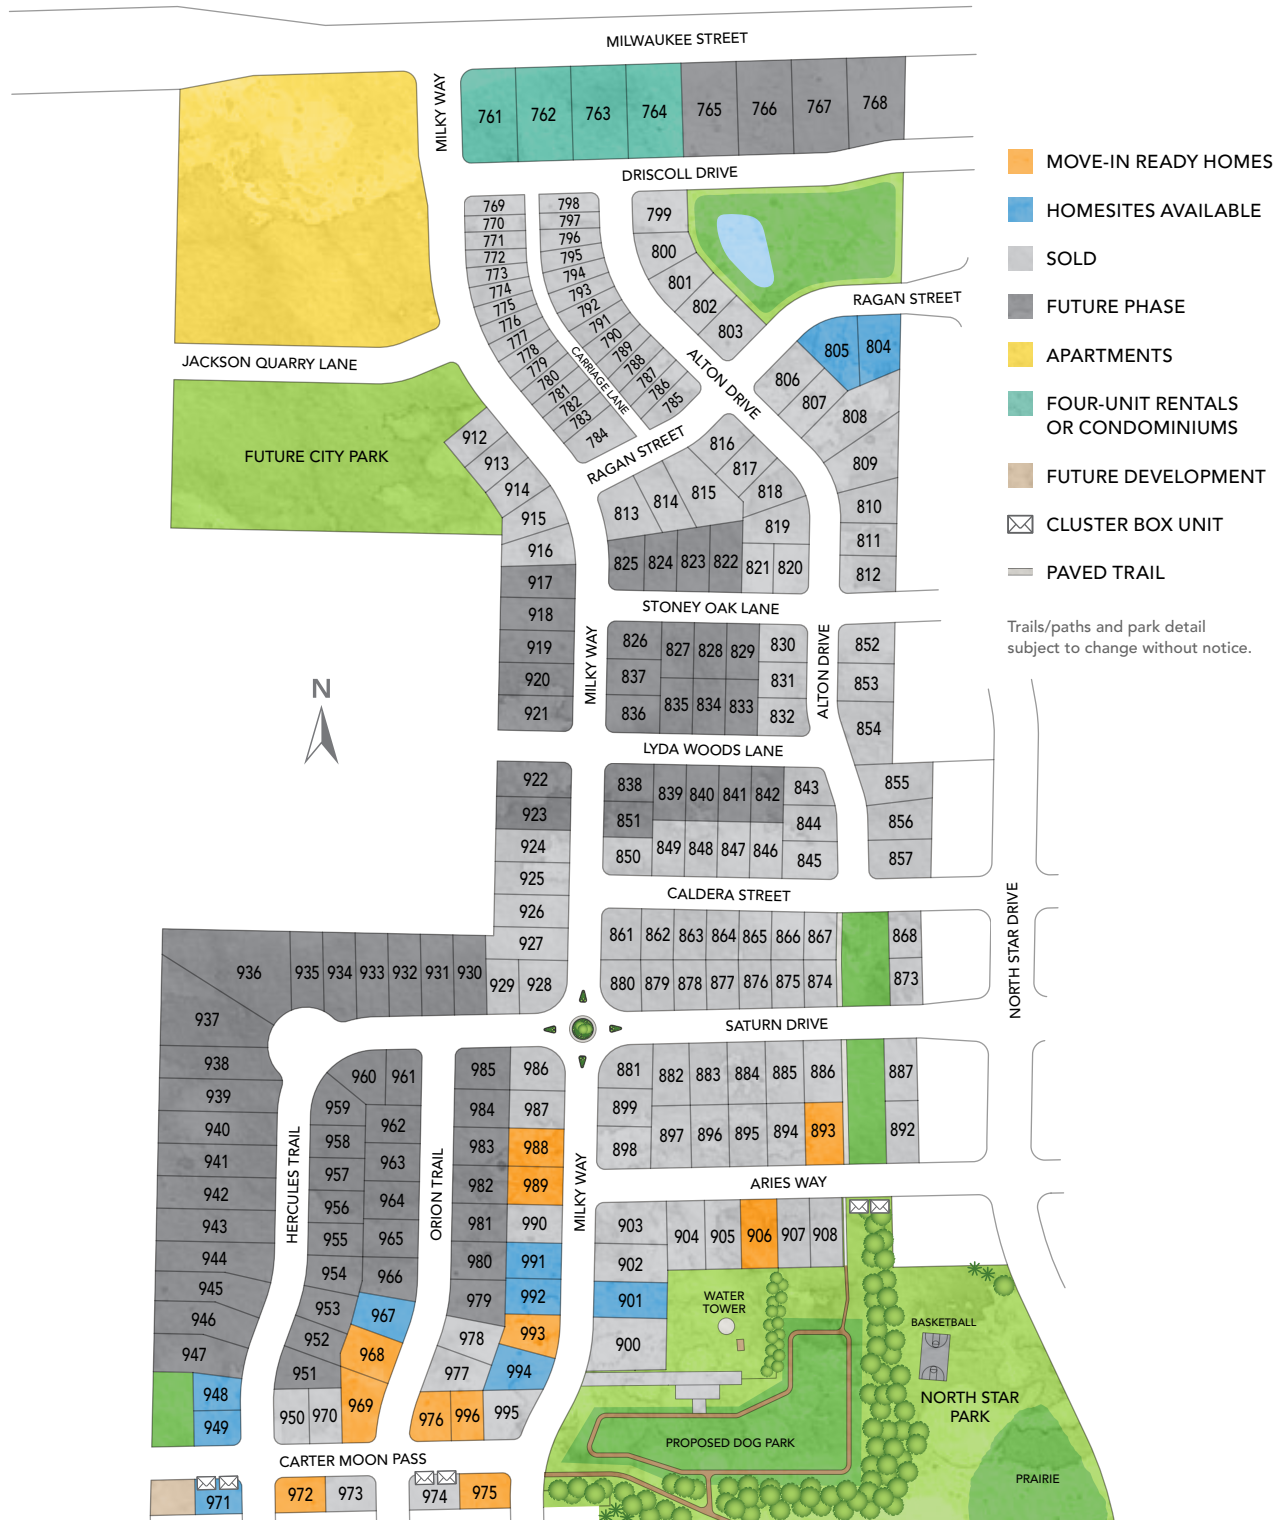 MILWAUKEE STREET
MILKY WAY
761 762 763 764 765 766 767 768
DRISCOLL DRIVE
MOVE-IN READY HOMES
HOMESITES AVAILABLE
SOLD
FUTURE PHASE
APARTMENTS
FOUR-UNIT RENTALS
OR CONDOMINIUMS
FUTURE DEVELOPMENT
CLUSTER BOX UNIT
PAVED TRAIL
Trails/paths and park detail
subject to change without notice.
769
770
771
772
773
774
775
776
777
778
779
780
781
782
783
784
798
797
796
795
794
793
792
791
790
789
788
787
786
785
CARRIAGE LANE
799
800
801
802
803
RAGAN STREET
805 804
806
807
808
809
810
811
812
ALTON DRIVE
JACKSON QUARRY LANE
FUTURE CITY PARK
RAGAN STREET
912
913
914
915
916
917
918
919
920
921
816
817
818
819
813 814 815
825 824 823 822 821 820
STONEY OAK LANE
MILKY WAY
826 827 828 829 830
837 831
836 835 834 833 832
ALTON DRIVE
852
853
854
855
856
857
N
LYDA WOODS LANE
922
923
924
925
926
927
929 928
838 839 840 841 842 843
851 844
850 849 848 847 846 845
CALDERA STREET
NORTH STAR DRIVE
861 862 863 864 865 866 867 868
880 879 878 877 876 875 874 873
936 935 934 933 932 931 930
937
SATURN DRIVE
938
939
940
941
942
943
944
945
946
947
948
949
HERCULES TRAIL
960 961
959 962
958 963
957 964
956 965
955 966
954 967
953 968
952 969
951
950 970
ORION TRAIL
985 986
984 987
983 988
982 989
981 990
980 991
979 992
978 993
977 994
976 996 995
MILKY WAY
881 882 883 884 885 886 887
899
898 897 896 895 894 893 892
ARIES WAY
903 904 905 906 907 908
902
901
900
WATER
TOWER
BASKETBALL
NORTH STAR
PARK
PROPOSED DOG PARK
PRAIRIE
CARTER MOON PASS
971 972 973 974 975